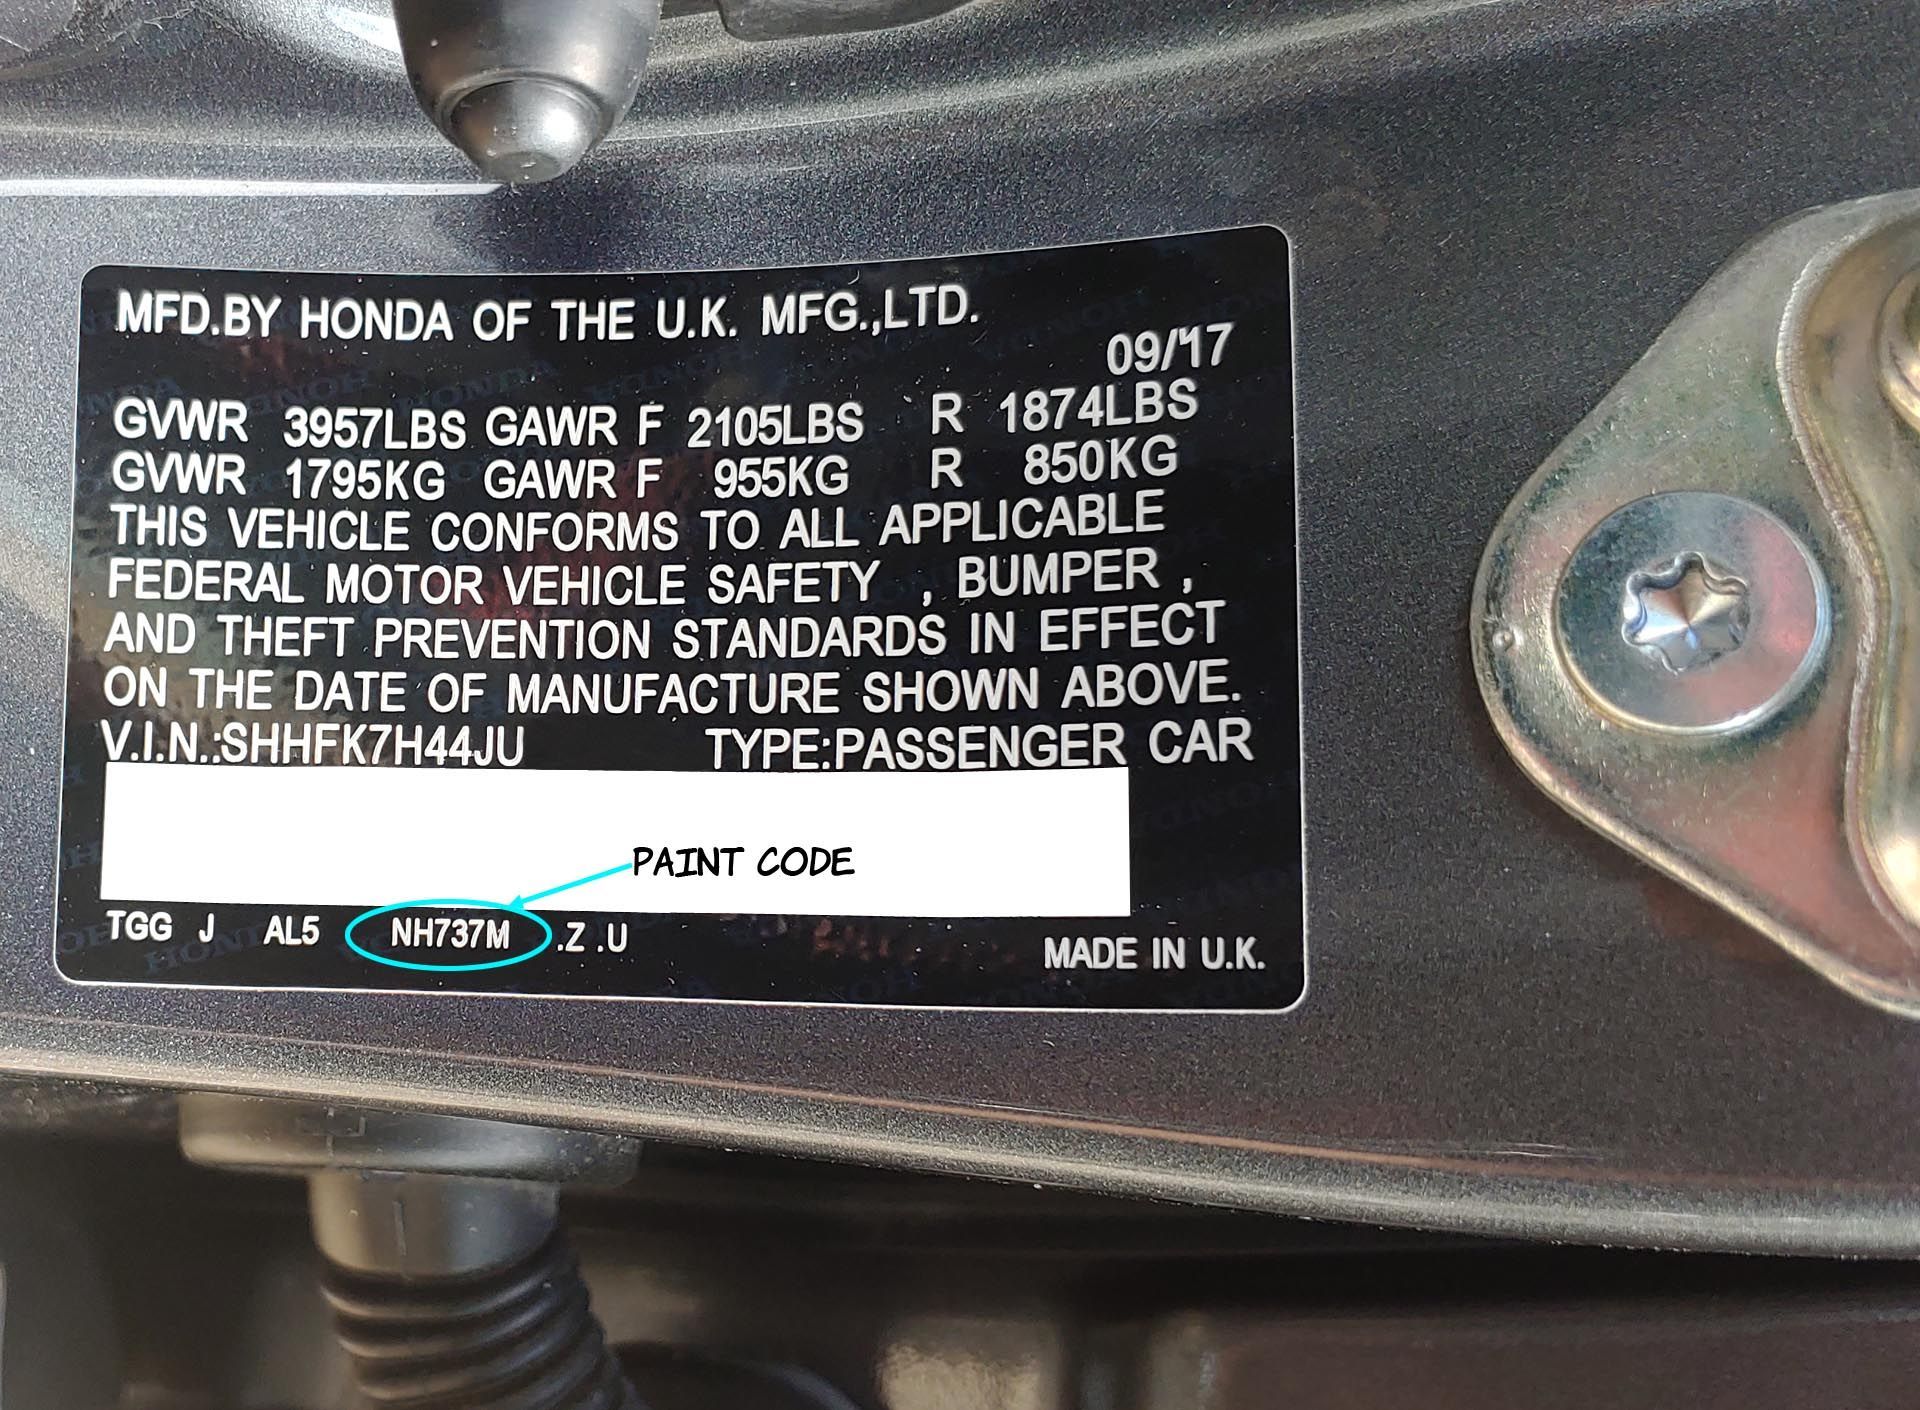 MFD.BY HONDA OF THE U.K. MFG.,LTD.
09/'17
GVWR 3957LBS GAWR F 2105LBS R 1874LBS
GVWR 1795KG GAWR F 955KG R 850KG
THIS VEHICLE CONFORMS TO ALL APPLICABLE
FEDERAL MOTOR VEHICLE SAFETY , BUMPER ,
AND THEFT PREVENTION STANDARDS IN EFFECT
ON THE DATE OF MANUFACTURE SHOWN ABOVE.
V.I.N.:SHHFK7H44JU TYPE:PASSENGER CAR
PAINT CODE
TGG J AL5 NH737M .Z .U
MADE IN U.K.